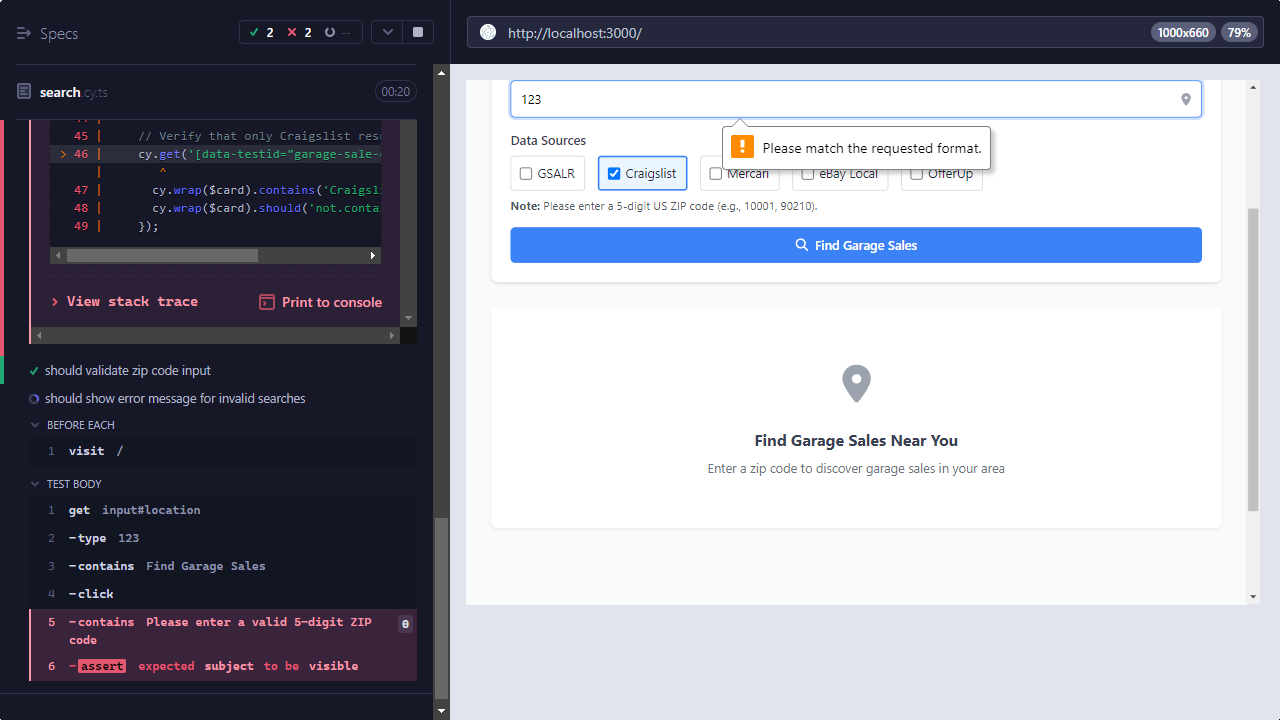 Specs
2 2 --
http://localhost:3000/
1000x660 79%
search.cy.ts 00:20
45 | // Verify that only Craigslist res
> 46 | cy.get('[data-testid="garage-sale-
| ^
47 | cy.wrap($card).contains('Craigsl
48 | cy.wrap($card).should('not.conta
49 | });
View stack trace Print to console
should validate zip code input
should show error message for invalid searches
BEFORE EACH
1 visit /
TEST BODY
1 get input#location
2 -type 123
3 -contains Find Garage Sales
4 -click
5 -contains Please enter a valid 5-digit ZIP 0
code
6 -assert expected subject to be visible
123
Data Sources
! Please match the requested format.
GSALR Craigslist Mercari eBay Local OfferUp
Note: Please enter a 5-digit US ZIP code (e.g., 10001, 90210).
Find Garage Sales
Find Garage Sales Near You
Enter a zip code to discover garage sales in your area